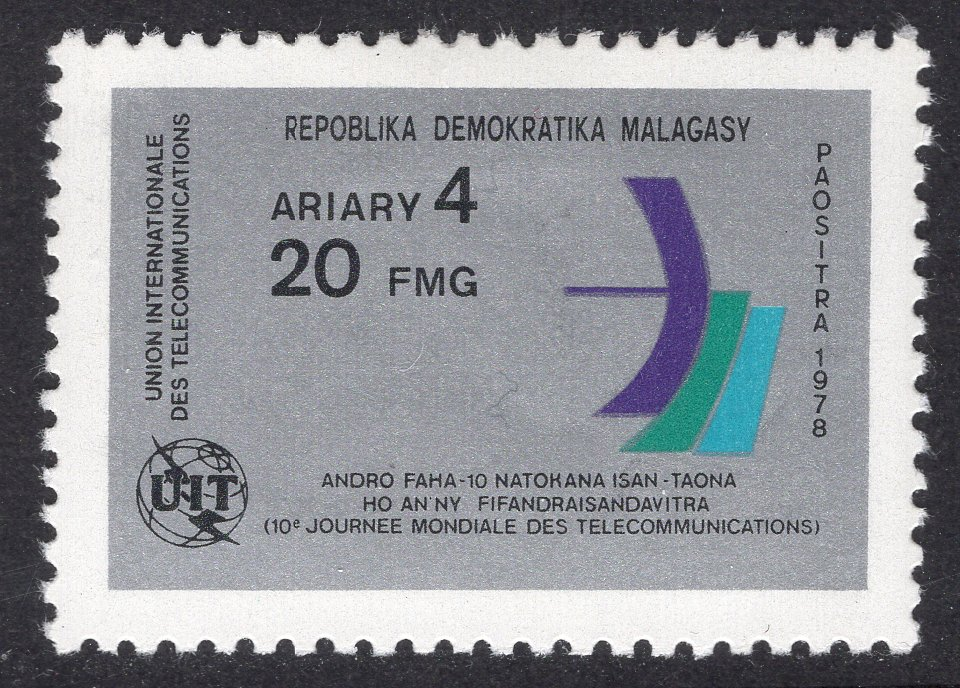 REPOBLIKA DEMOKRATIKA MALAGASY
ARIARY 4
20 FMG
UNION INTERNATIONALE
DES TELECOMMUNICATIONS
PAOSITRA 1978
UIT
ANDRO FAHA-10 NATOKANA ISAN-TAONA
HO AN'NY FIFANDRAISANDAVITRA
(10e JOURNEE MONDIALE DES TELECOMMUNICATIONS)